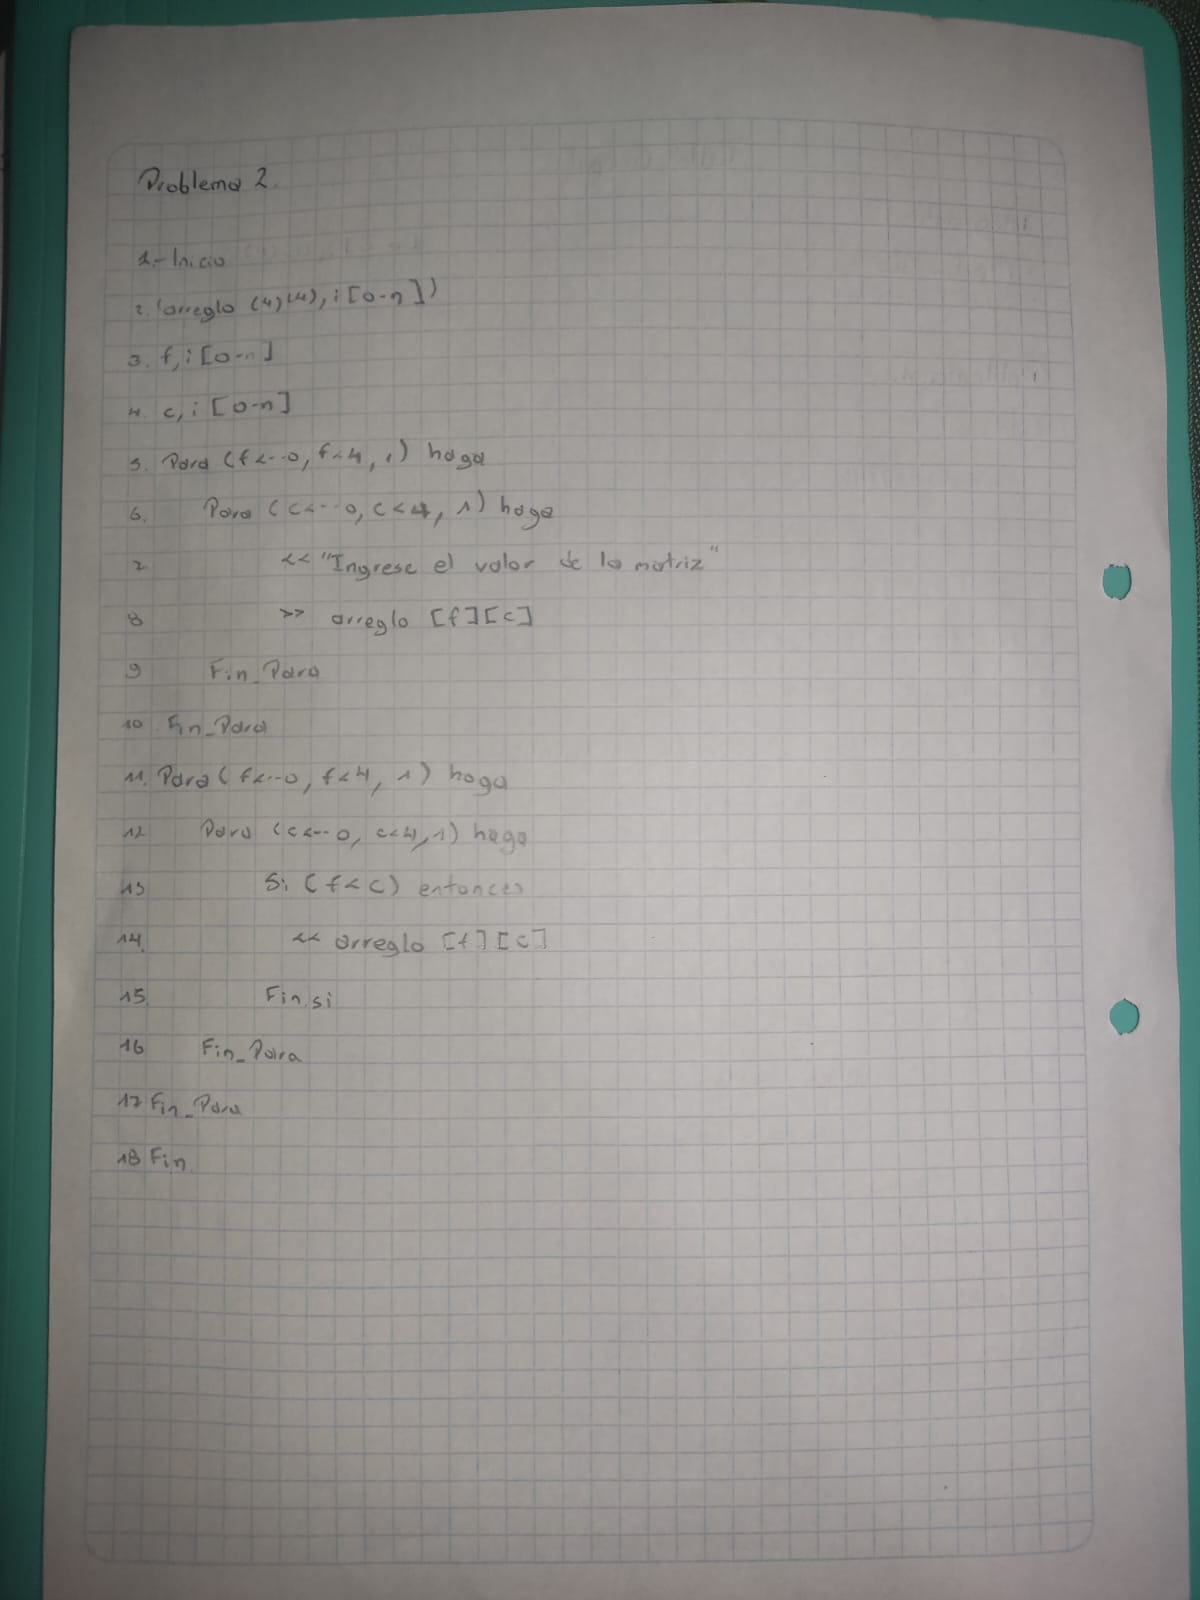 Problema 2.
1.- Inicio
2. (arreglo (4)(4), i [0-n])
3. f, i [0-n]
4. c, i [0-n]
5. Para (f<--0, f<4, 1) haga
6. Para (c<--0, c<4, 1) haga
7 << "Ingrese el valor de la matriz"
8 >> arreglo [f][c]
9 Fin_Para
10. Fin_Para
11. Para (f<--0, f<4, 1) haga
12 Para (c<--0, c<4, 1) haga
13 Si (f<c) entonces
14. << arreglo [f][c]
15. Fin.si
16 Fin_Para
17 Fin_Para
18 Fin.